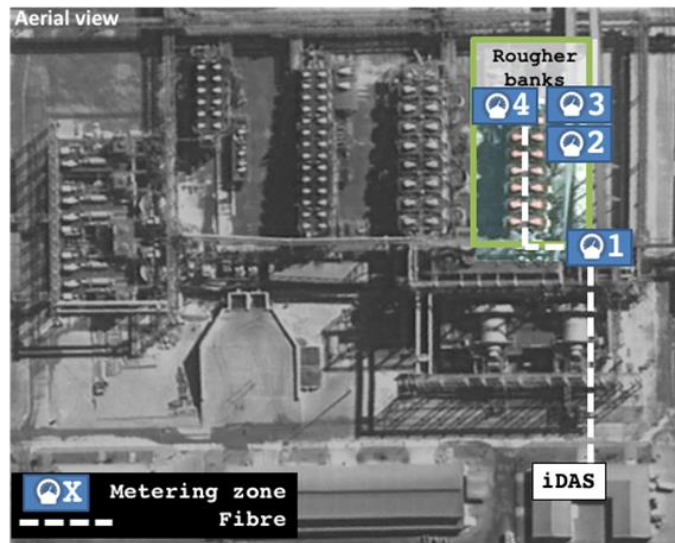 Aerial view
Rougher
banks
4
3
2
1
iDAS
X Metering zone
Fibre